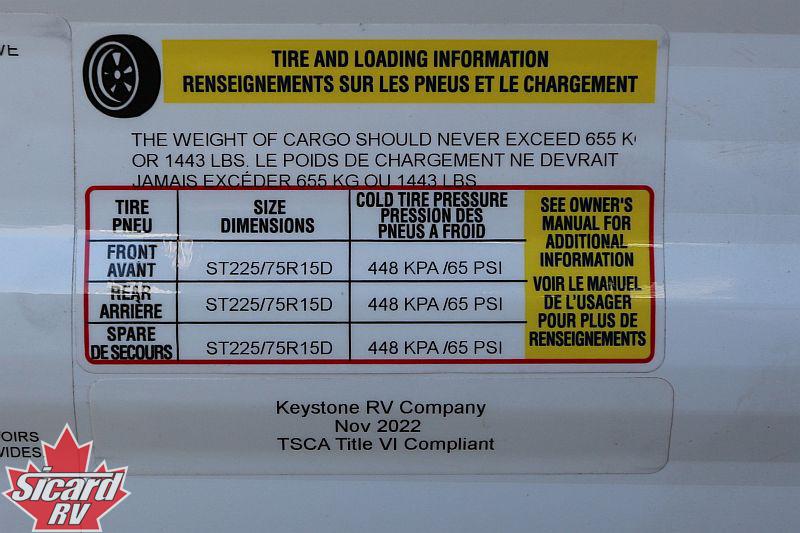 TIRE AND LOADING INFORMATION
RENSEIGNEMENTS SUR LES PNEUS ET LE CHARGEMENT
THE WEIGHT OF CARGO SHOULD NEVER EXCEED 655 K
OR 1443 LBS. LE POIDS DE CHARGEMENT NE DEVRAIT
JAMAIS EXCÉDER 655 KG OU 1443 LBS
TIRE
PNEU
SIZE
DIMENSIONS
COLD TIRE PRESSURE
PRESSION DES
PNEUS A FROID
FRONT
AVANT
ST225/75R15D
448 KPA /65 PSI
REAR
ARRIÈRE
ST225/75R15D
448 KPA /65 PSI
SPARE
DE SECOURS
ST225/75R15D
448 KPA /65 PSI
SEE OWNER'S
MANUAL FOR
ADDITIONAL
INFORMATION
VOIR LE MANUEL
DE L'USAGER
POUR PLUS DE
RENSEIGNEMENTS
Keystone RV Company
Nov 2022
TSCA Title VI Compliant
Sicard
RV